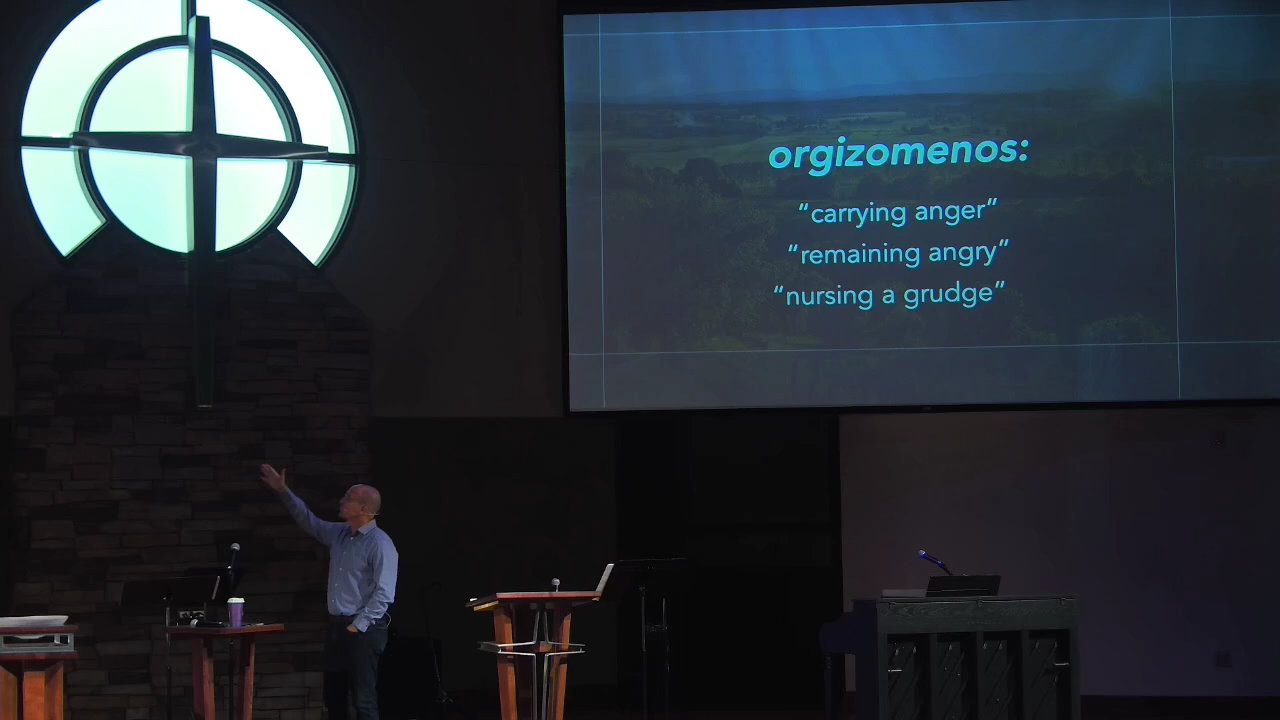 orgizomenos:
“carrying anger”
“remaining angry”
“nursing a grudge”